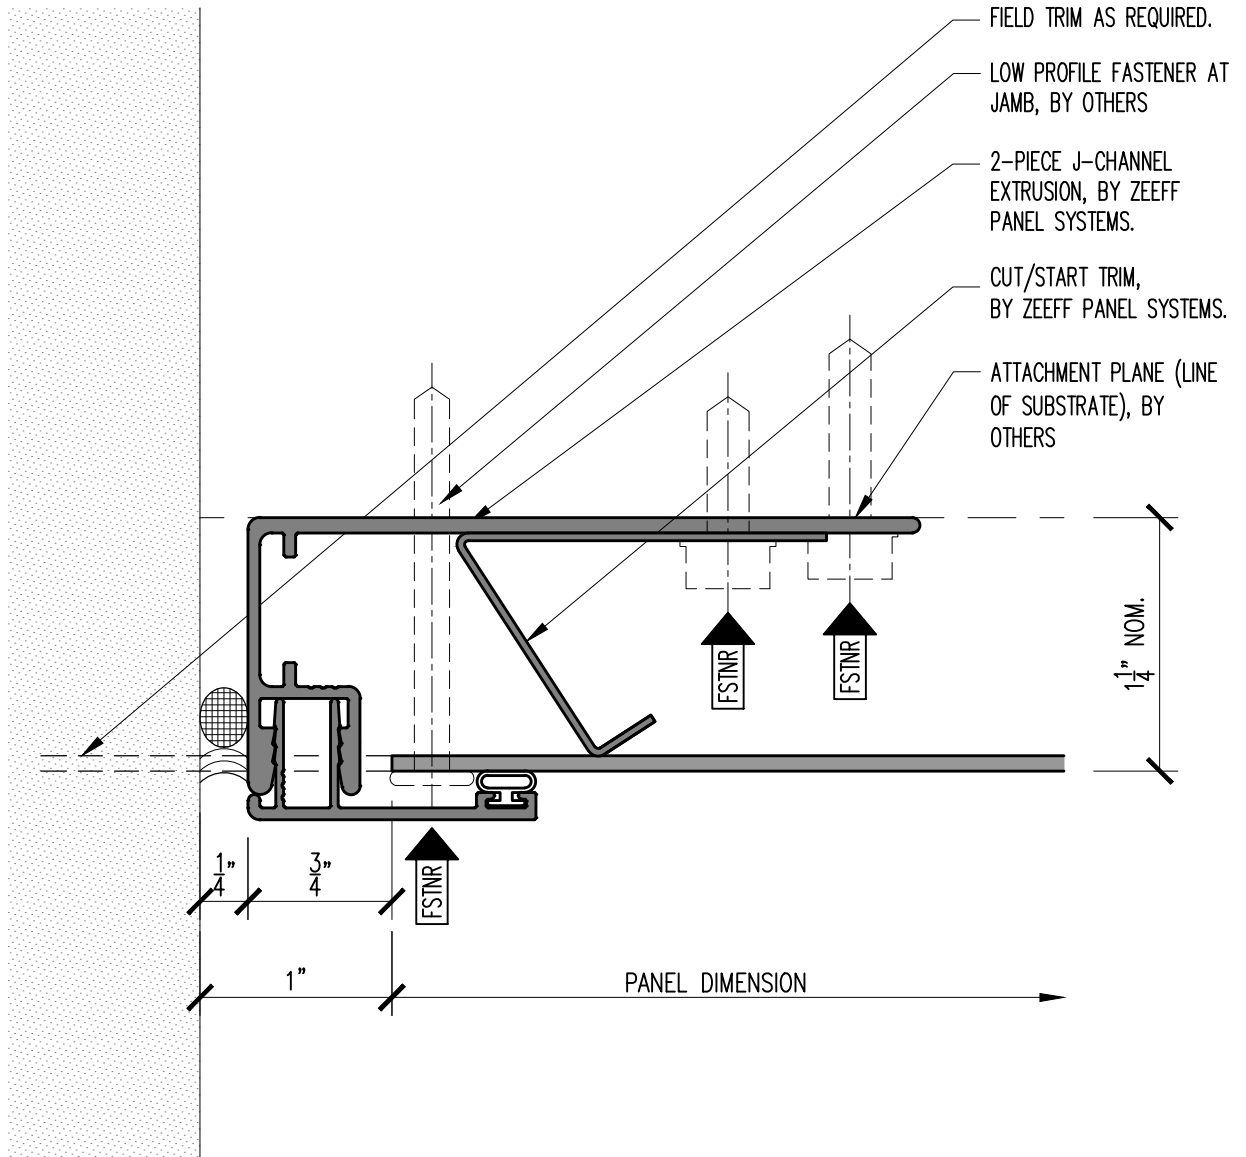 FIELD TRIM AS REQUIRED.
LOW PROFILE FASTENER AT
JAMB, BY OTHERS
2-PIECE J-CHANNEL
EXTRUSION, BY ZEEFF
PANEL SYSTEMS.
CUT/START TRIM,
BY ZEEFF PANEL SYSTEMS.
ATTACHMENT PLANE (LINE
OF SUBSTRATE), BY
OTHERS
FSTNR
FSTNR
1 1/4" NOM.
1/4"
3/4"
FSTNR
1"
PANEL DIMENSION